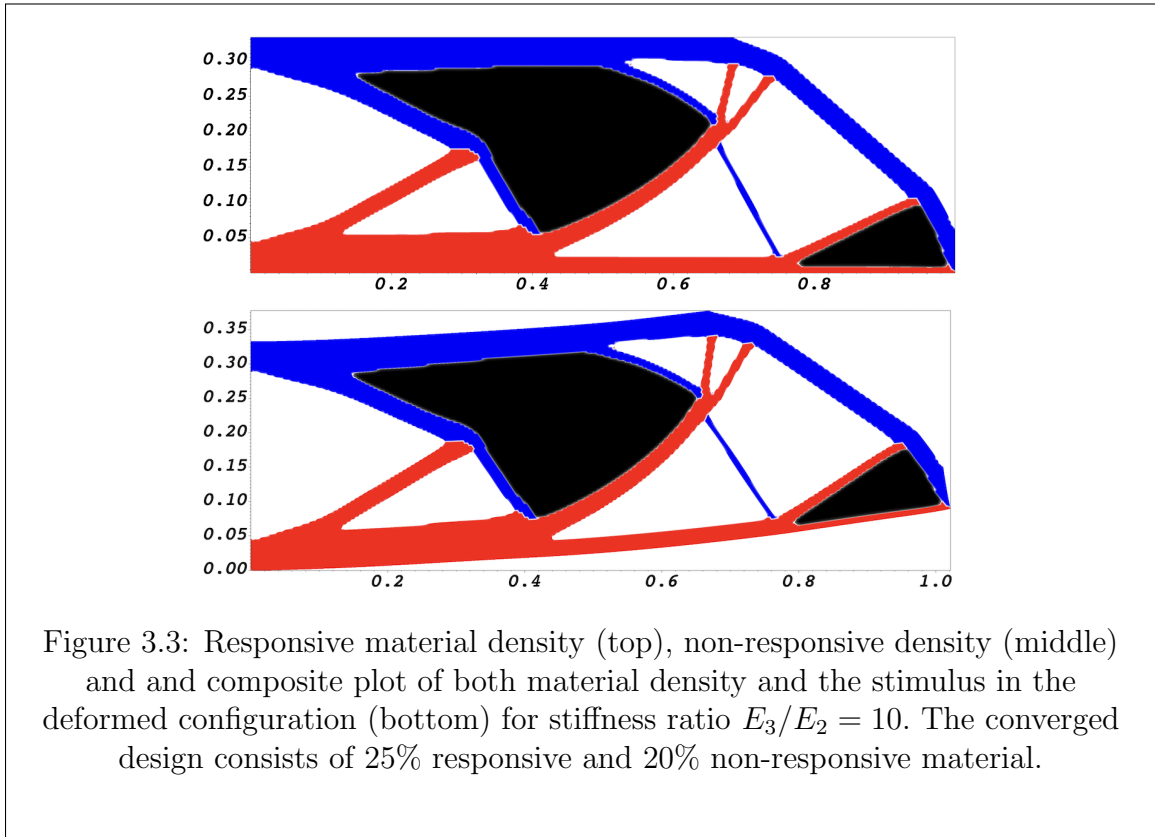 0.30
0.25
0.20
0.15
0.10
0.05
0.2 0.4 0.6 0.8
0.35
0.30
0.25
0.20
0.15
0.10
0.05
0.00
0.2 0.4 0.6 0.8 1.0
Figure 3.3: Responsive material density (top), non-responsive density (middle)
and and composite plot of both material density and the stimulus in the
deformed configuration (bottom) for stiffness ratio E₃/E₂ = 10. The converged
design consists of 25% responsive and 20% non-responsive material.